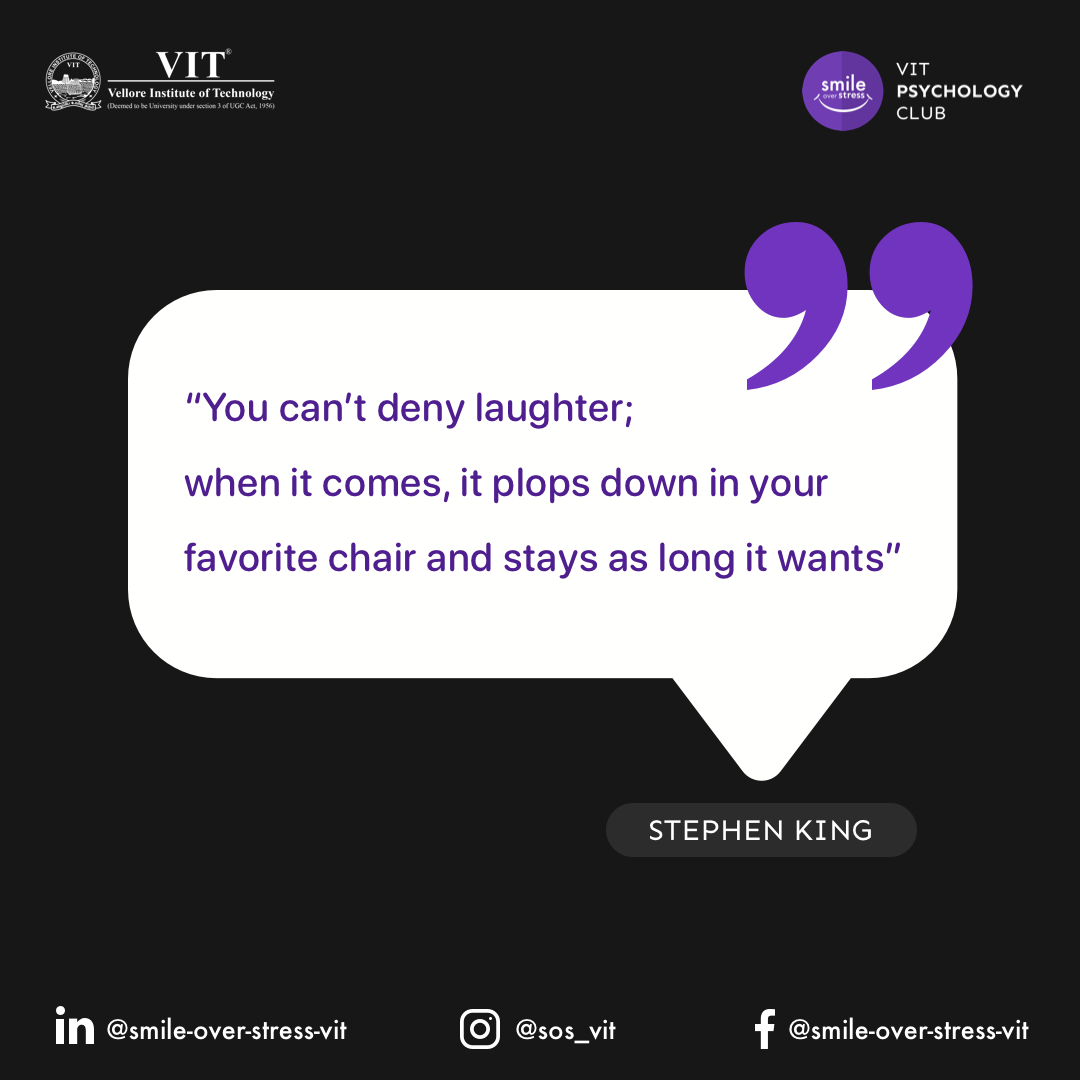 VIT®
Vellore Institute of Technology
(Deemed to be University under section 3 of UGC Act, 1956)
VIT
smile
over stress
VIT
PSYCHOLOGY
CLUB
“You can’t deny laughter;
when it comes, it plops down in your
favorite chair and stays as long it wants”
STEPHEN KING
in @smile-over-stress-vit
@sos_vit
f @smile-over-stress-vit